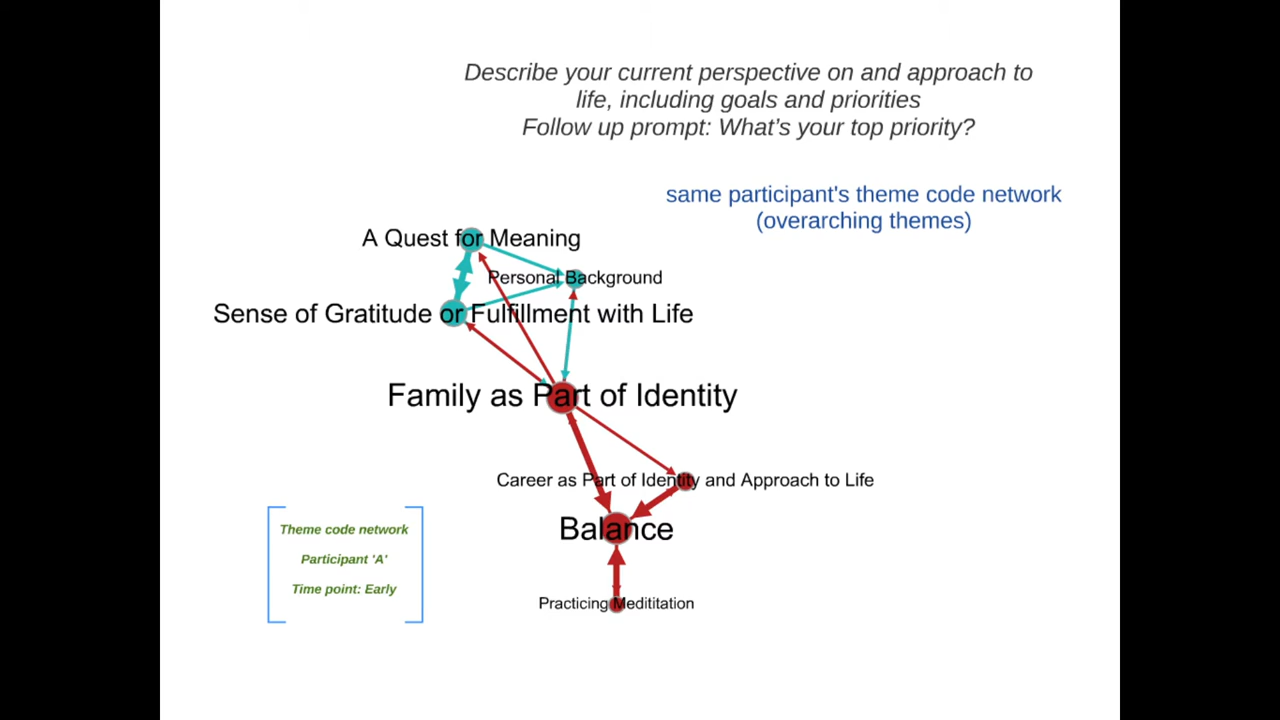 Describe your current perspective on and approach to
life, including goals and priorities
Follow up prompt: What's your top priority?
same participant's theme code network
(overarching themes)
A Quest for Meaning
Personal Background
Sense of Gratitude or Fulfillment with Life
Family as Part of Identity
Career as Part of Identity and Approach to Life
Balance
Theme code network
Participant 'A'
Time point: Early
Practicing Medititation